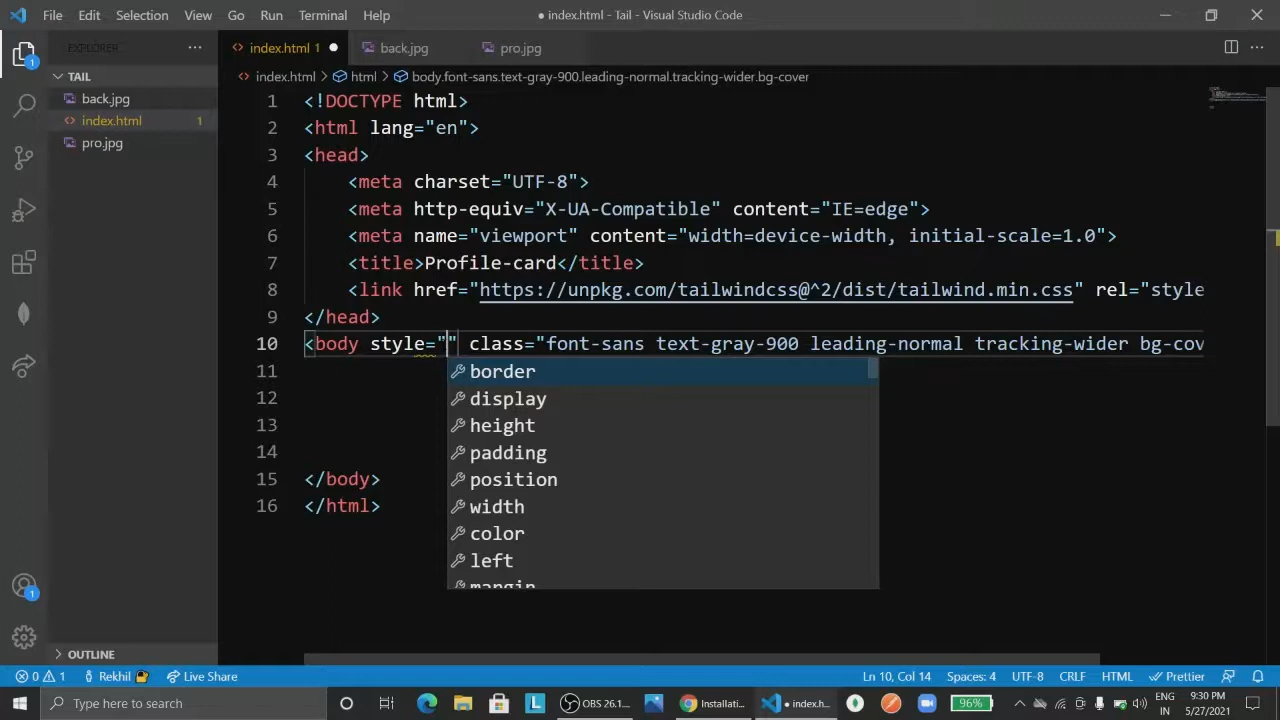 File Edit Selection View Go Run Terminal Help
● index.html - Tail - Visual Studio Code
EXPLORER
···
<> index.html 1 ●
back.jpg
pro.jpg
···
1
TAIL
back.jpg
<> index.html 1
pro.jpg
<> index.html > html > body.font-sans.text-gray-900.leading-normal.tracking-wider.bg-cover
1 <!DOCTYPE html>
2 <html lang="en">
3 <head>
4 <meta charset="UTF-8">
5 <meta http-equiv="X-UA-Compatible" content="IE=edge">
6 <meta name="viewport" content="width=device-width, initial-scale=1.0">
7 <title>Profile-card</title>
8 <link href="https://unpkg.com/tailwindcss@^2/dist/tailwind.min.css" rel="style
9 </head>
10 <body style="" class="font-sans text-gray-900 leading-normal tracking-wider bg-cov
11
12
13
14
15 </body>
16 </html>
border
display
height
padding
position
width
color
left
margin
1
OUTLINE
0 1 Rekhil Live Share
Ln 10, Col 14 Spaces: 4 UTF-8 CRLF HTML Prettier
Type here to search
L
OBS 26.1...
Installati...
● index.h...
96%
ENG
IN
9:30 PM
5/27/2021